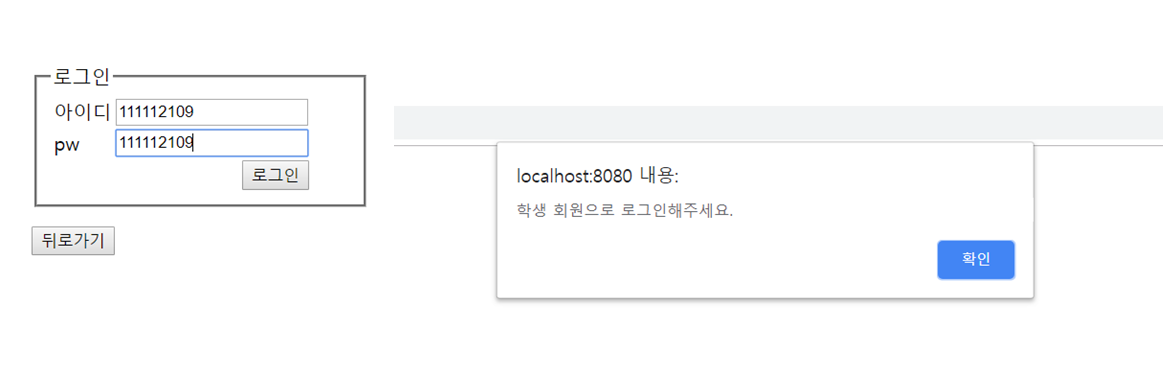 로그인
아이디 111112109
pw 111112109
로그인
뒤로가기
localhost:8080 내용:
학생 회원으로 로그인해주세요.
확인